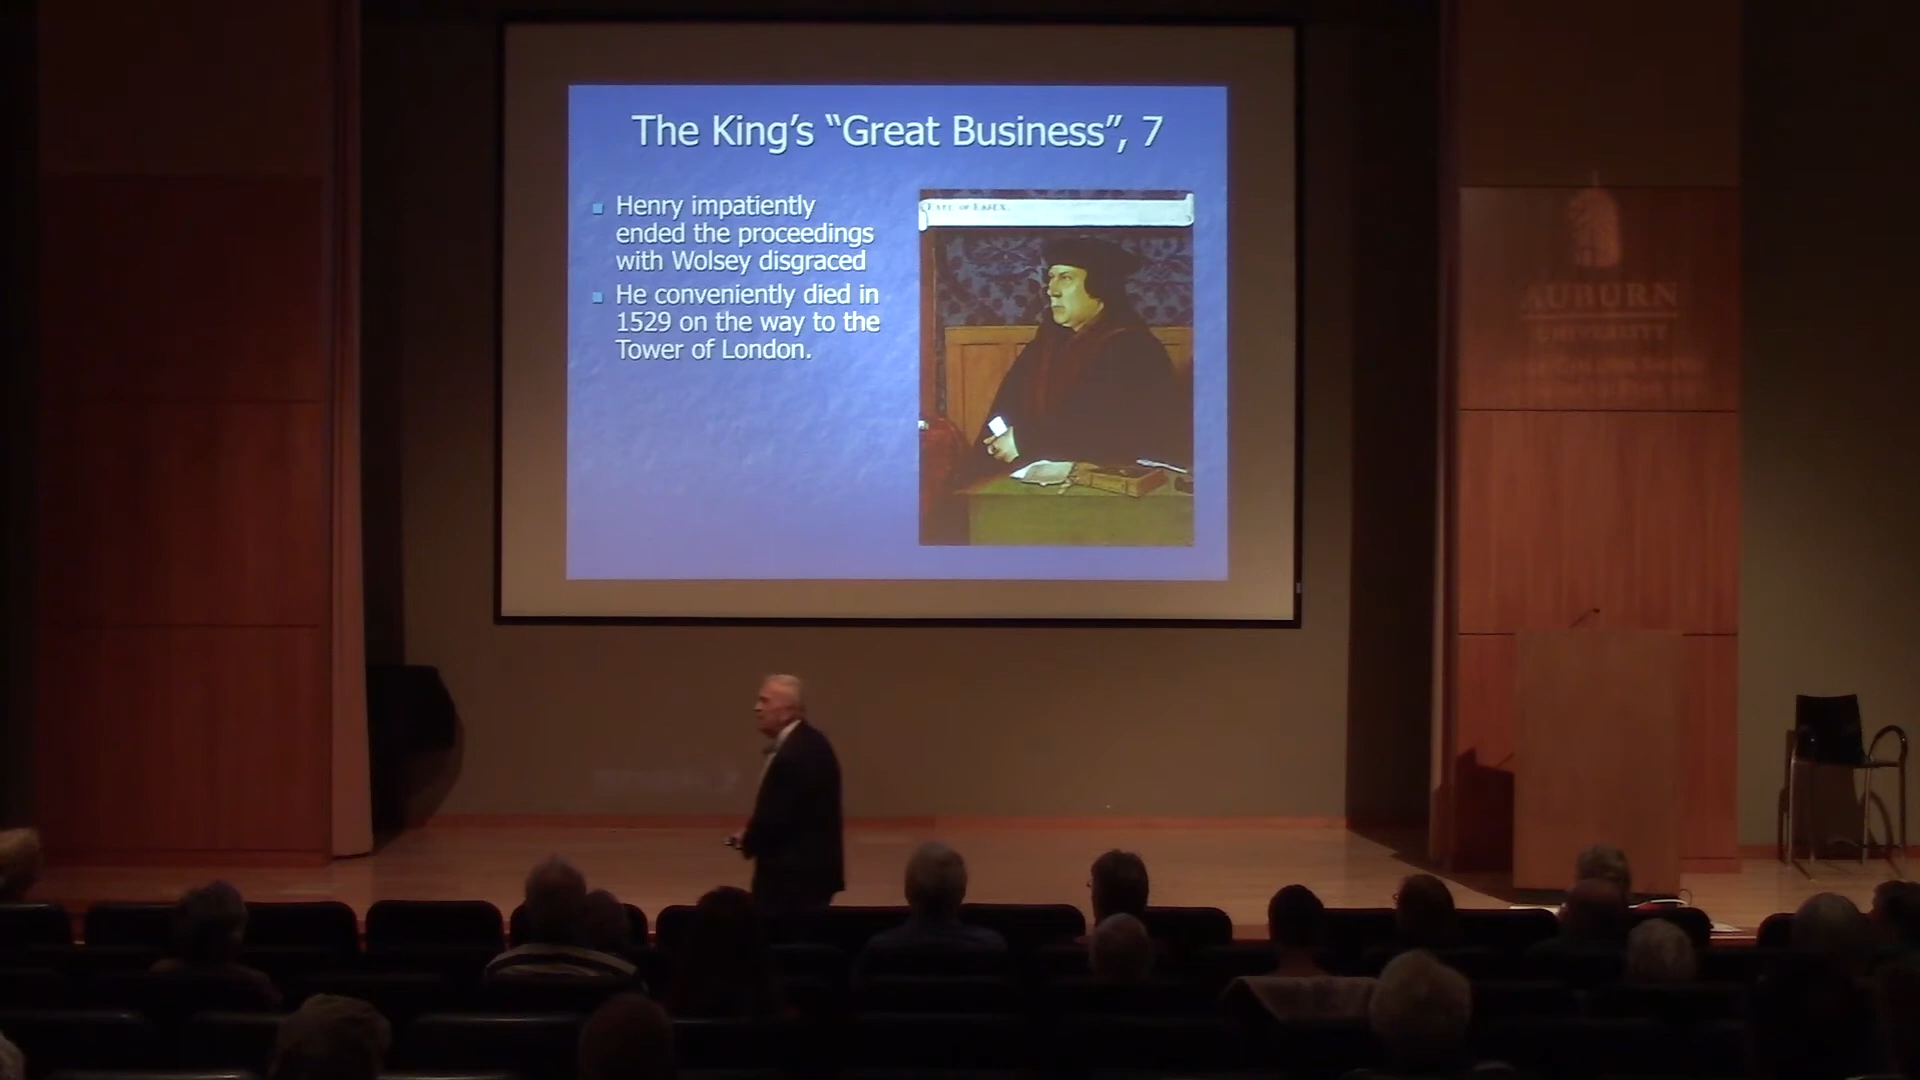 The King's “Great Business”, 7
Henry impatiently
ended the proceedings
with Wolsey disgraced
He conveniently died in
1529 on the way to the
Tower of London.
AUBURN
UNIVERSITY